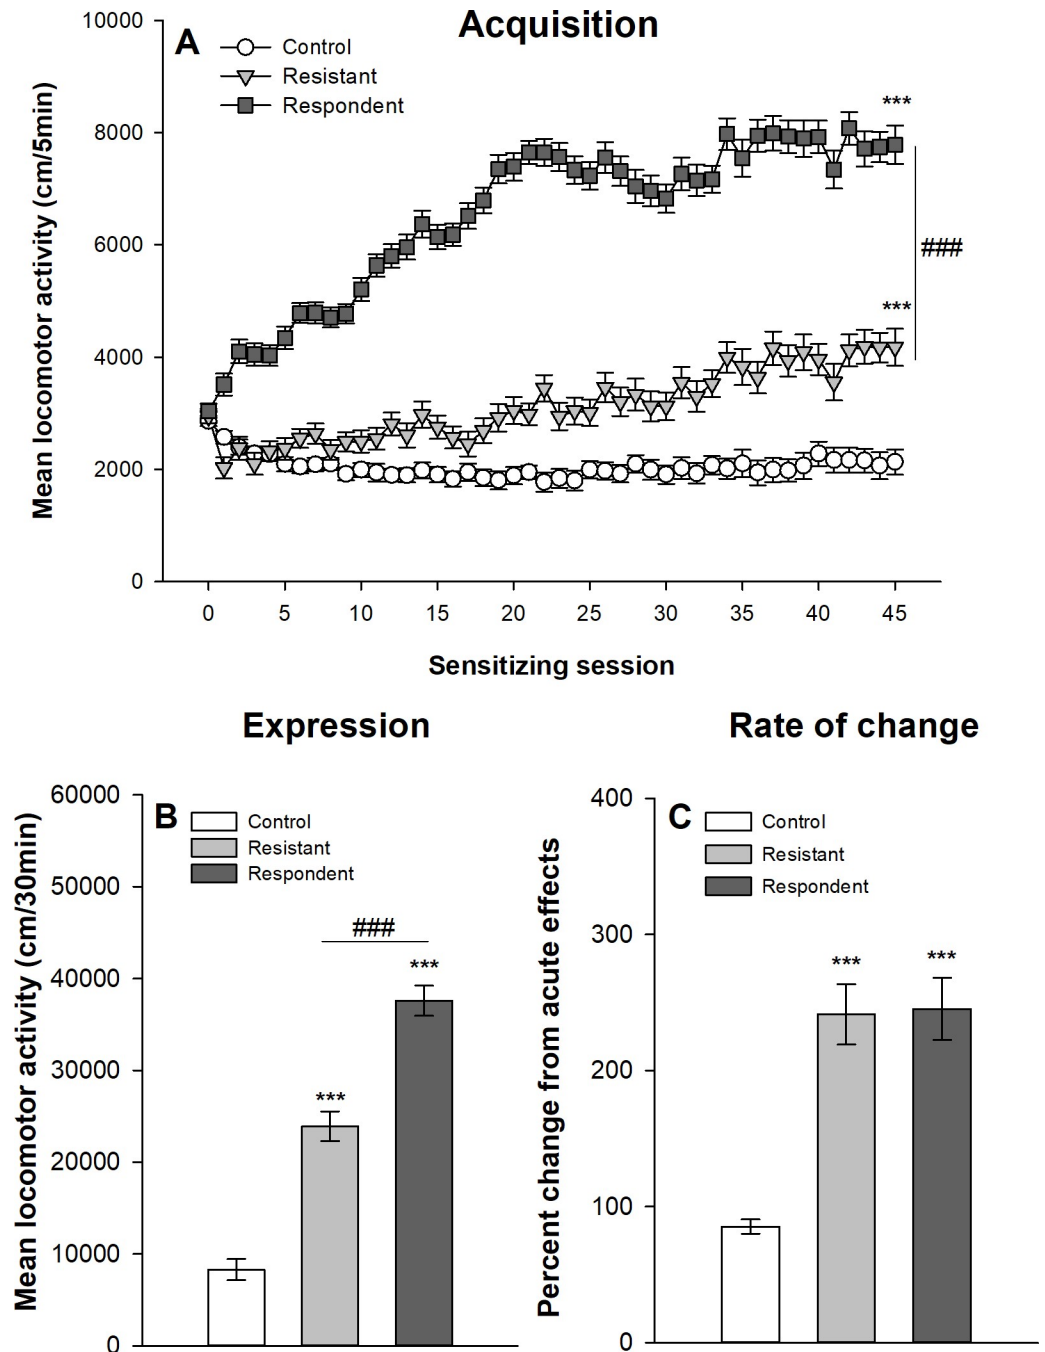 Acquisition
A
Control
Resistant
Respondent
Mean locomotor activity (cm/5min)
10000
8000
6000
4000
2000
0
***
###
***
0 5 10 15 20 25 30 35 40 45
Sensitizing session
Expression
B
Control
Resistant
Respondent
Mean locomotor activity (cm/30min)
60000
50000
40000
30000
20000
10000
0
###
***
***
Rate of change
C
Control
Resistant
Respondent
Percent change from acute effects
400
300
200
100
0
***
***